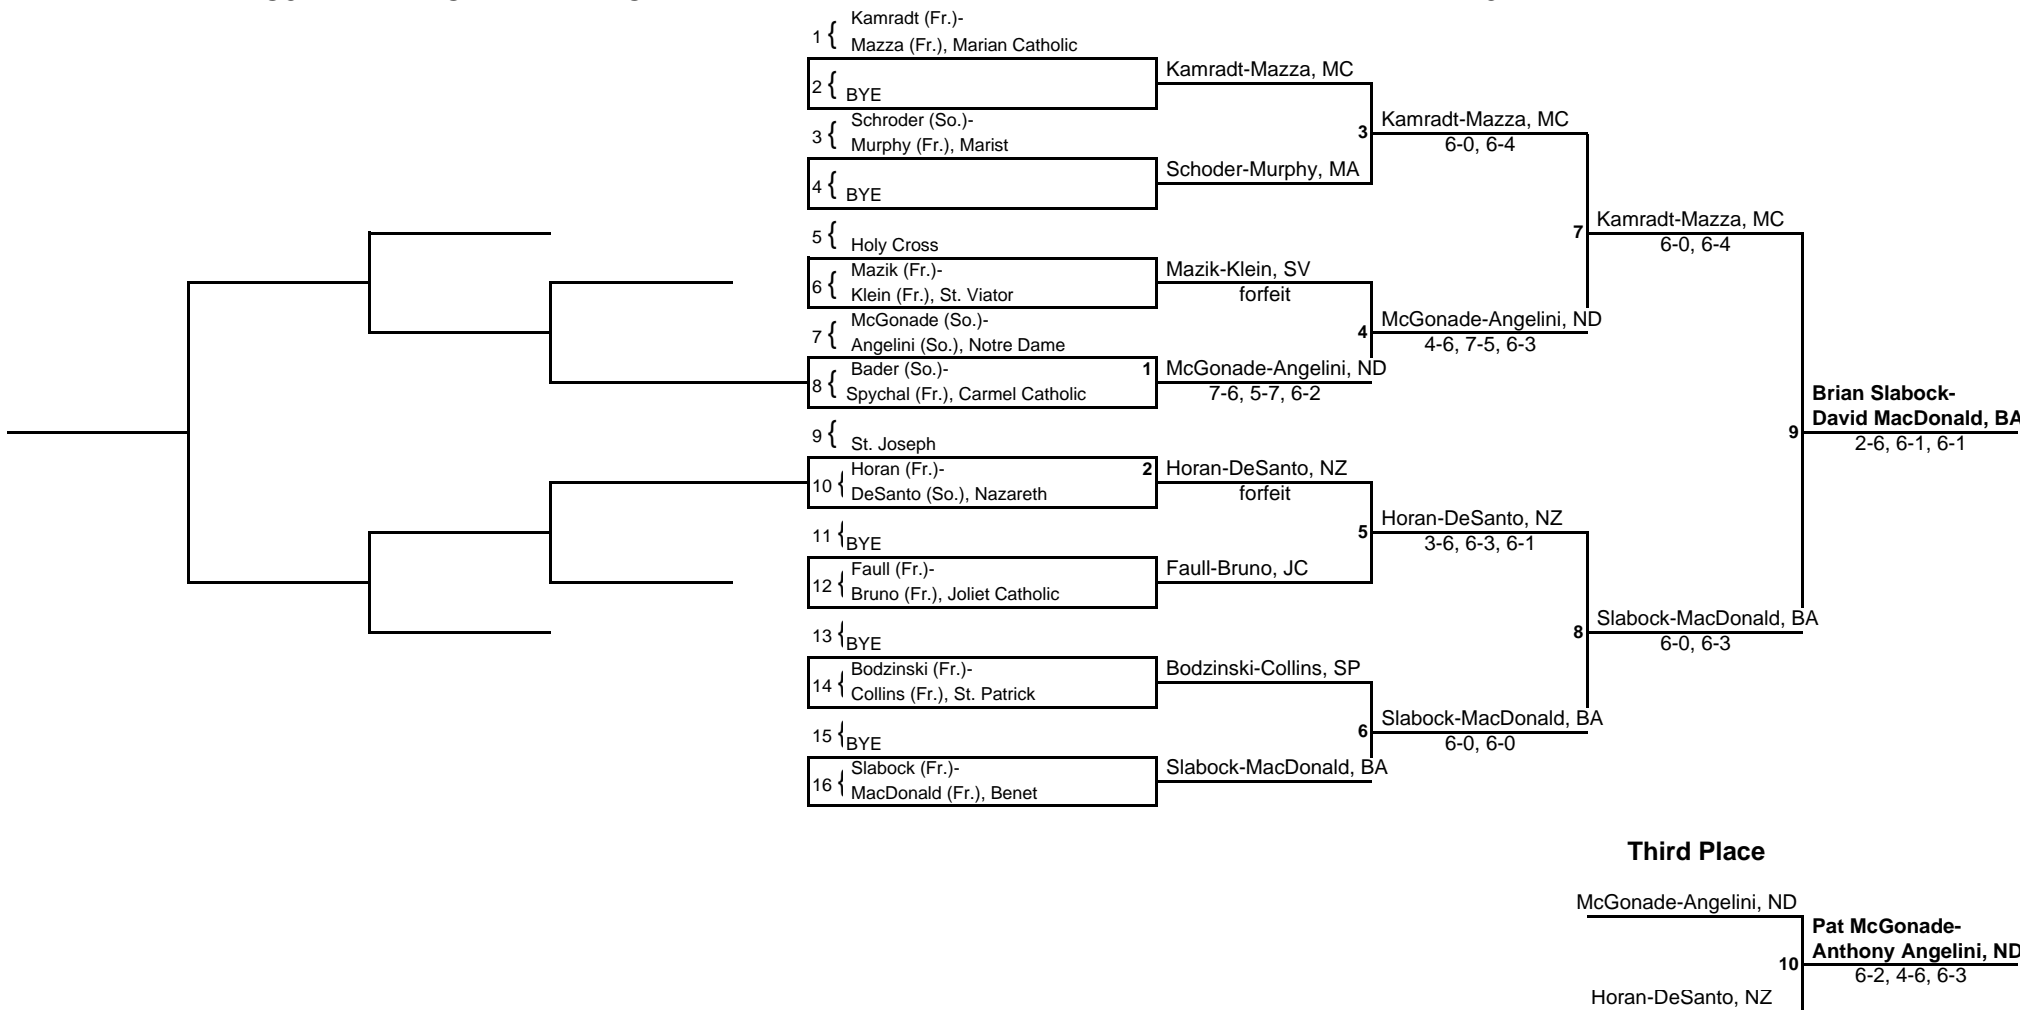 1 { Kamradt (Fr.)-
Mazza (Fr.), Marian Catholic
2 { BYE
3 { Schroder (So.)-
Murphy (Fr.), Marist
4 { BYE
5 { Holy Cross
6 { Mazik (Fr.)-
Klein (Fr.), St. Viator
7 { McGonade (So.)-
Angelini (So.), Notre Dame
8 { Bader (So.)-
Spychal (Fr.), Carmel Catholic
9 { St. Joseph
10 { Horan (Fr.)-
DeSanto (So.), Nazareth
11 { BYE
12 { Faull (Fr.)-
Bruno (Fr.), Joliet Catholic
13 { BYE
14 { Bodzinski (Fr.)-
Collins (Fr.), St. Patrick
15 { BYE
16 { Slabock (Fr.)-
MacDonald (Fr.), Benet
Kamradt-Mazza, MC
Schoder-Murphy, MA
Mazik-Klein, SV
forfeit
1 McGonade-Angelini, ND
7-6, 5-7, 6-2
2 Horan-DeSanto, NZ
forfeit
Faull-Bruno, JC
Bodzinski-Collins, SP
Slabock-MacDonald, BA
3 Kamradt-Mazza, MC
6-0, 6-4
4 McGonade-Angelini, ND
4-6, 7-5, 6-3
5 Horan-DeSanto, NZ
3-6, 6-3, 6-1
6 Slabock-MacDonald, BA
6-0, 6-0
7 Kamradt-Mazza, MC
6-0, 6-4
8 Slabock-MacDonald, BA
6-0, 6-3
Brian Slabock-
9 David MacDonald, BA
2-6, 6-1, 6-1
Third Place
McGonade-Angelini, ND
Pat McGonade-
10 Anthony Angelini, ND
6-2, 4-6, 6-3
Horan-DeSanto, NZ